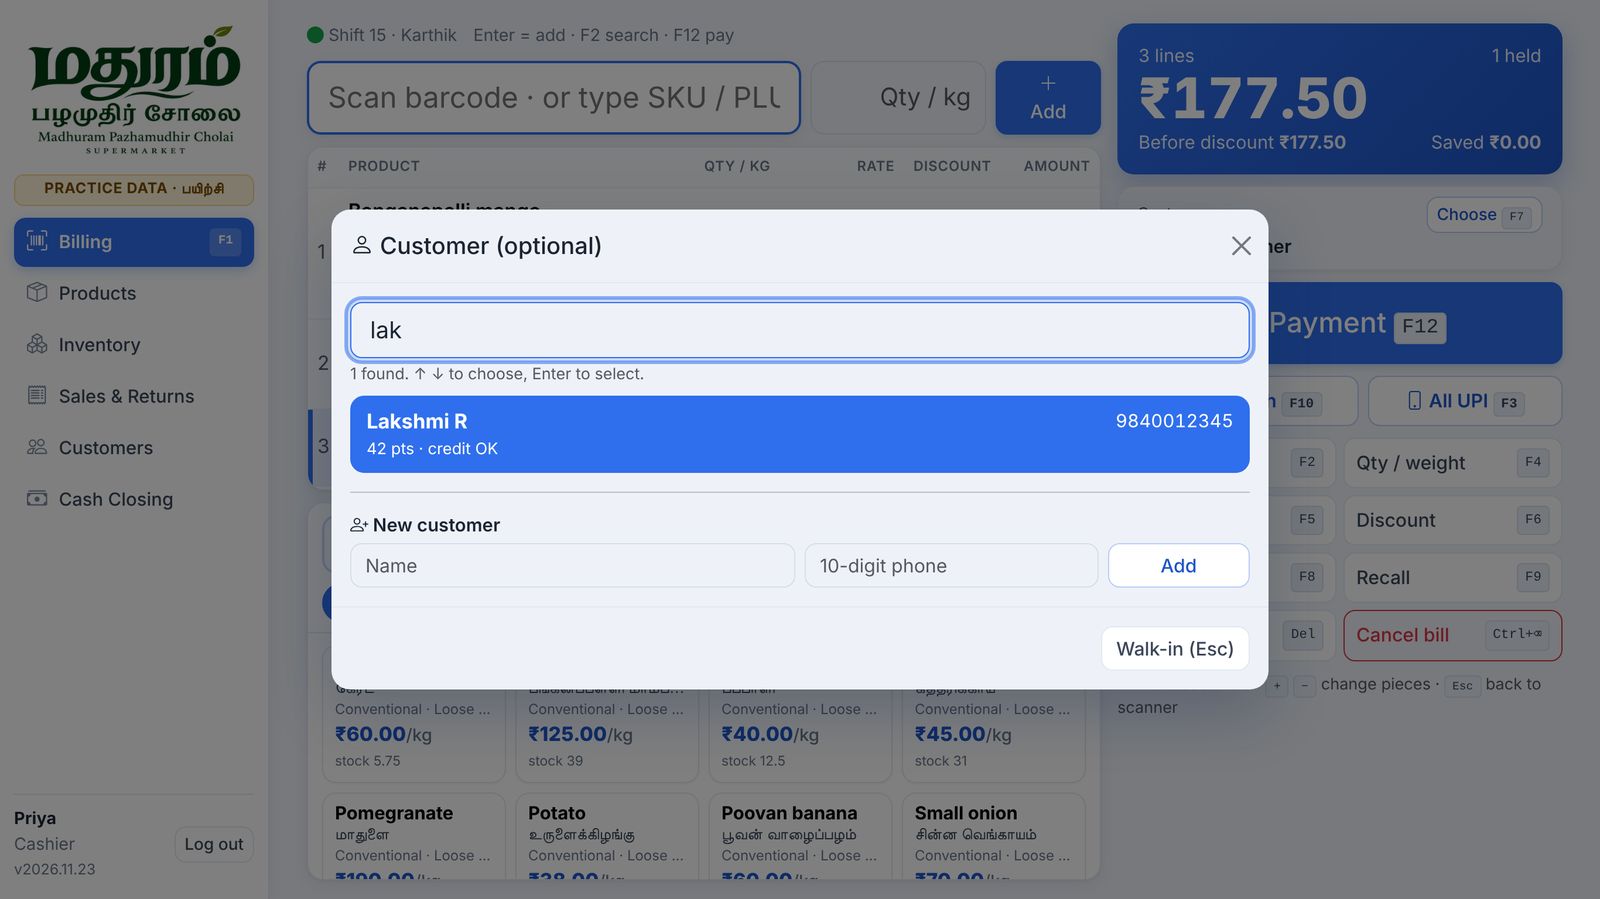 மதுரம்
பழமுதிர் சோலை
Madhuram Pazhamudhir Cholai
SUPERMARKET
PRACTICE DATA · பயிற்சி
Billing F1
Products
Inventory
Sales & Returns
Customers
Cash Closing
Priya
Cashier
v2026.11.23
Log out
Shift 15 · Karthik Enter = add · F2 search · F12 pay
Scan barcode · or type SKU / PLU
Qty / kg
+
Add
# PRODUCT QTY / KG RATE DISCOUNT AMOUNT
1
2
3
Customer (optional)
lak
1 found. ↑ ↓ to choose, Enter to select.
Lakshmi R 9840012345
42 pts · credit OK
New customer
Name
10-digit phone
Add
Walk-in (Esc)
Conventional · Loose ...
₹60.00/kg
stock 5.75
Conventional · Loose ...
₹125.00/kg
stock 39
Conventional · Loose ...
₹40.00/kg
stock 12.5
Conventional · Loose ...
₹45.00/kg
stock 31
Pomegranate
மாதுளை
Conventional · Loose ...
Potato
உருளைக்கிழங்கு
Conventional · Loose ...
Poovan banana
பூவன் வாழைப்பழம்
Conventional · Loose ...
Small onion
சின்ன வெங்காயம்
Conventional · Loose ...
3 lines 1 held
₹177.50
Before discount ₹177.50 Saved ₹0.00
Choose F7
Payment F12
F10
All UPI F3
F2
Qty / weight F4
F5
Discount F6
F8
Recall F9
Del
Cancel bill Ctrl+⌫
+ − change pieces · Esc back to
scanner